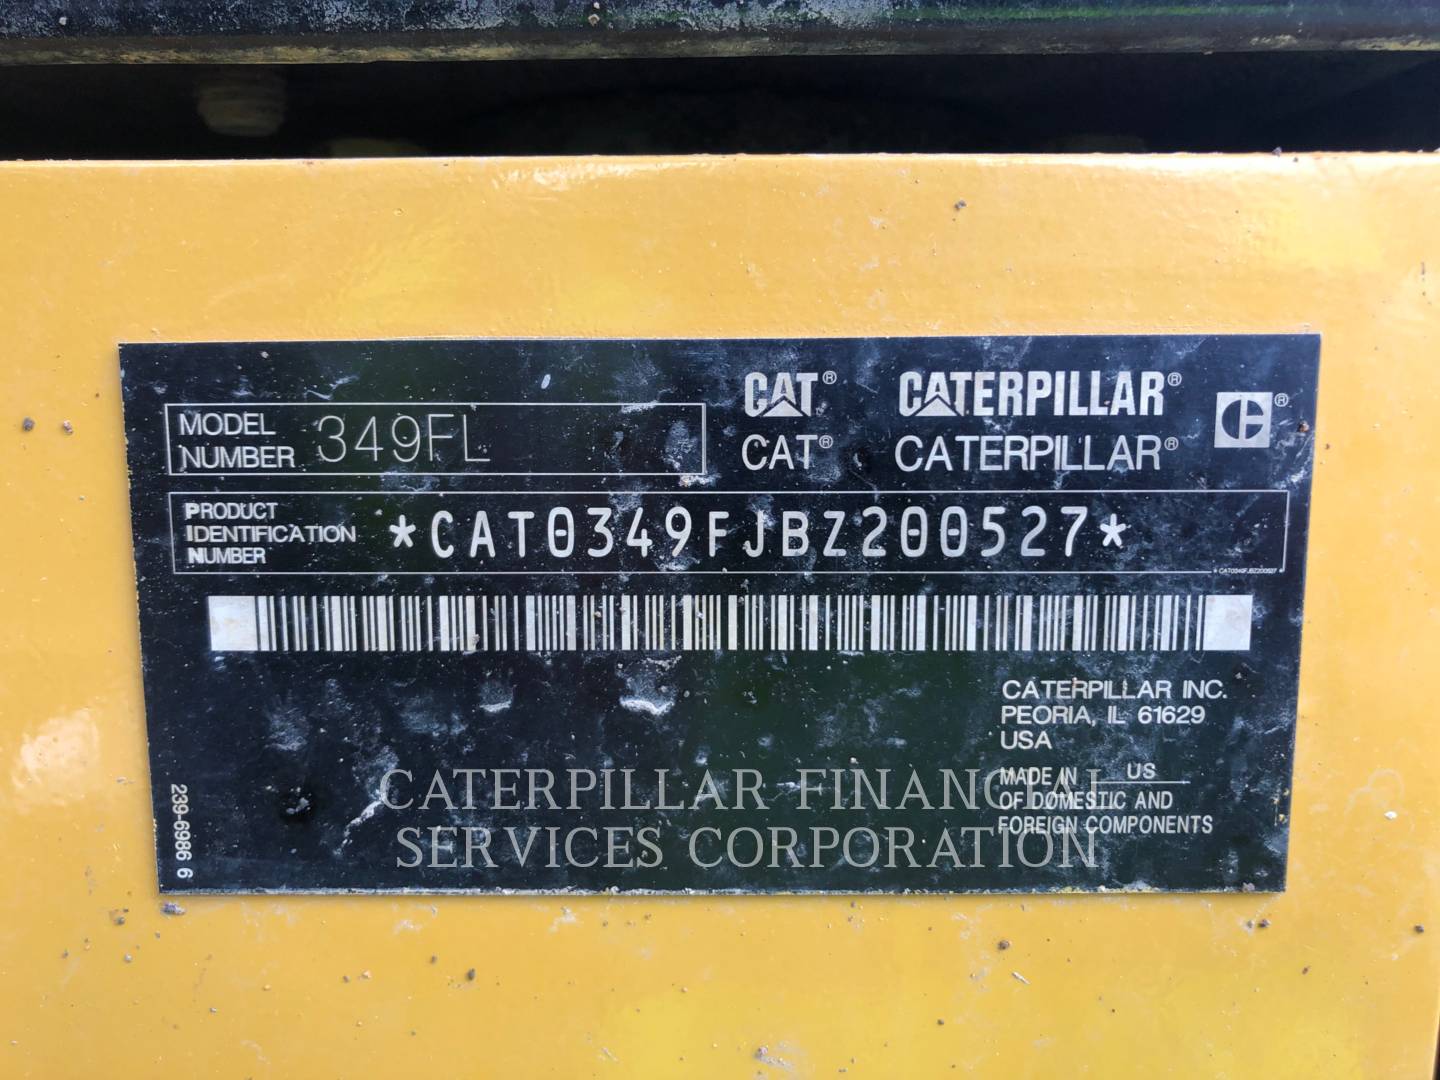 CAT® CATERPILLAR®
MODEL
NUMBER 349FL
CAT® CATERPILLAR®
C ®
PRODUCT
IDENTIFICATION
NUMBER
*CAT0349FJBZ200527*
*CAT0349FJBZ200527*
CATERPILLAR INC.
PEORIA, IL 61629
USA
MADE IN US
OF DOMESTIC AND
FOREIGN COMPONENTS
239-6986 6
CATERPILLAR FINANCIAL
SERVICES CORPORATION